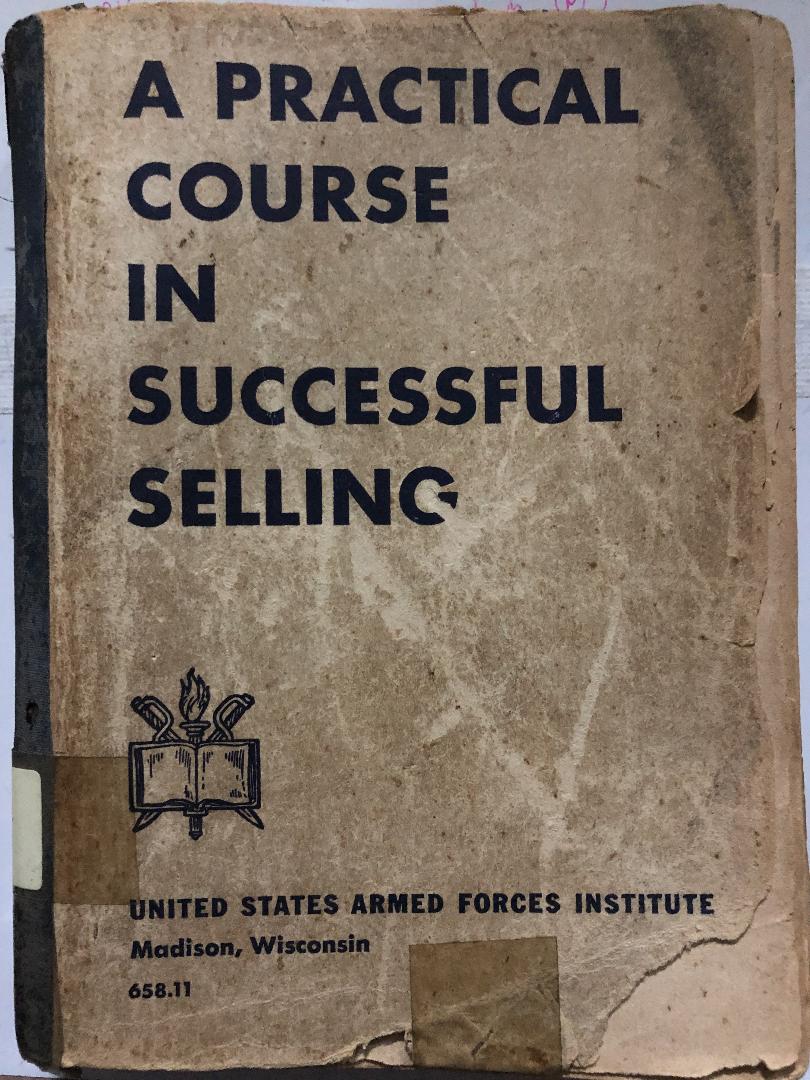 A PRACTICAL
COURSE
IN
SUCCESSFUL
SELLING
UNITED STATES ARMED FORCES INSTITUTE
Madison, Wisconsin
658.11